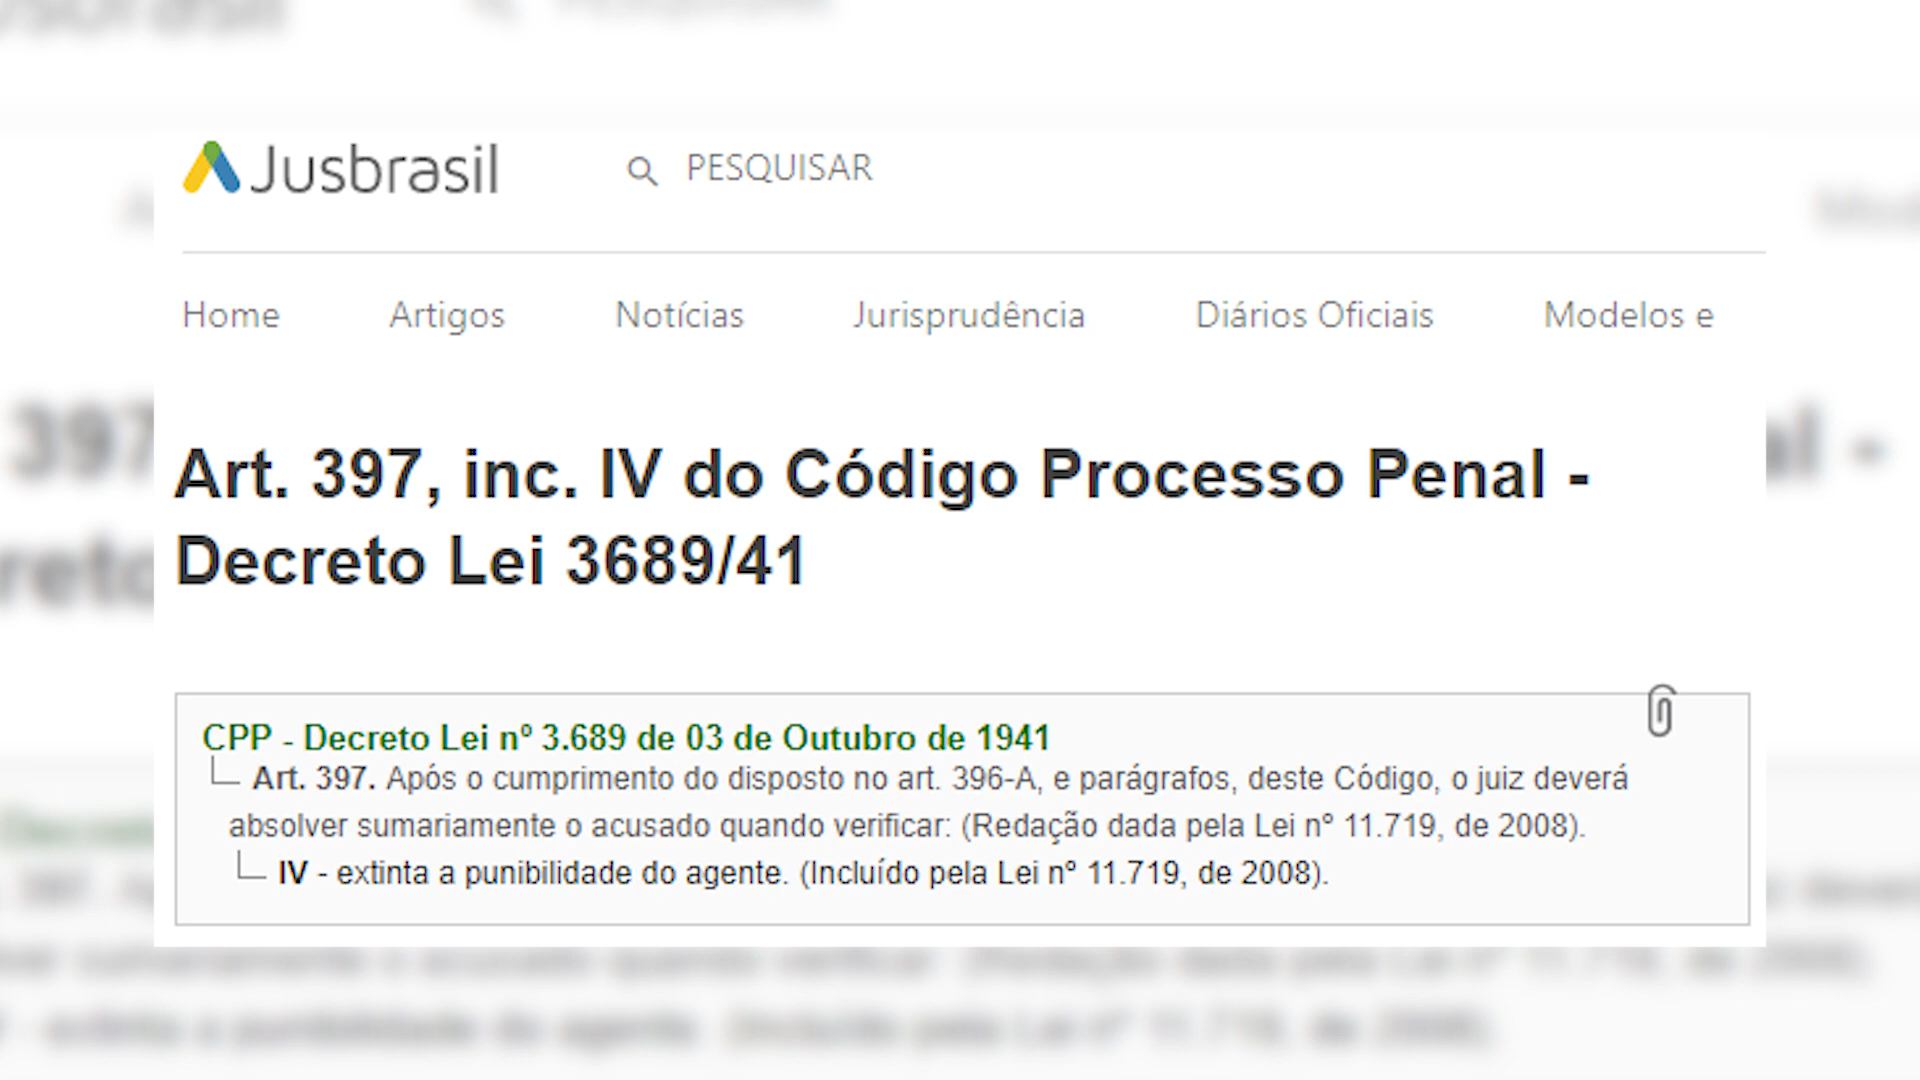 Jusbrasil
PESQUISAR
Home Artigos Notícias Jurisprudência Diários Oficiais Modelos e
Art. 397, inc. IV do Código Processo Penal -
Decreto Lei 3689/41
CPP - Decreto Lei nº 3.689 de 03 de Outubro de 1941
Art. 397. Após o cumprimento do disposto no art. 396-A, e parágrafos, deste Código, o juiz deverá
absolver sumariamente o acusado quando verificar: (Redação dada pela Lei nº 11.719, de 2008).
IV - extinta a punibilidade do agente. (Incluído pela Lei nº 11.719, de 2008).